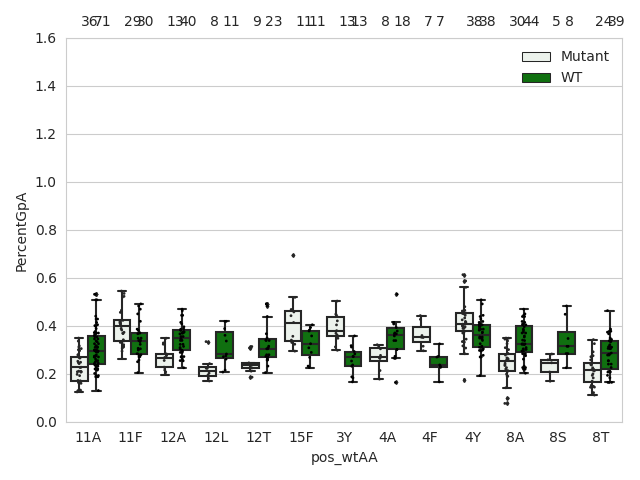 36 71 29 30 13 40 8 11 9 23 11 11 13 13 8 18 7 7 38 38 30 44 5 8 24 39
Mutant
WT
1.6
1.4
1.2
1.0
0.8
0.6
0.4
0.2
0.0
PercentGpA
11A 11F 12A 12L 12T 15F 3Y 4A 4F 4Y 8A 8S 8T
pos_wtAA